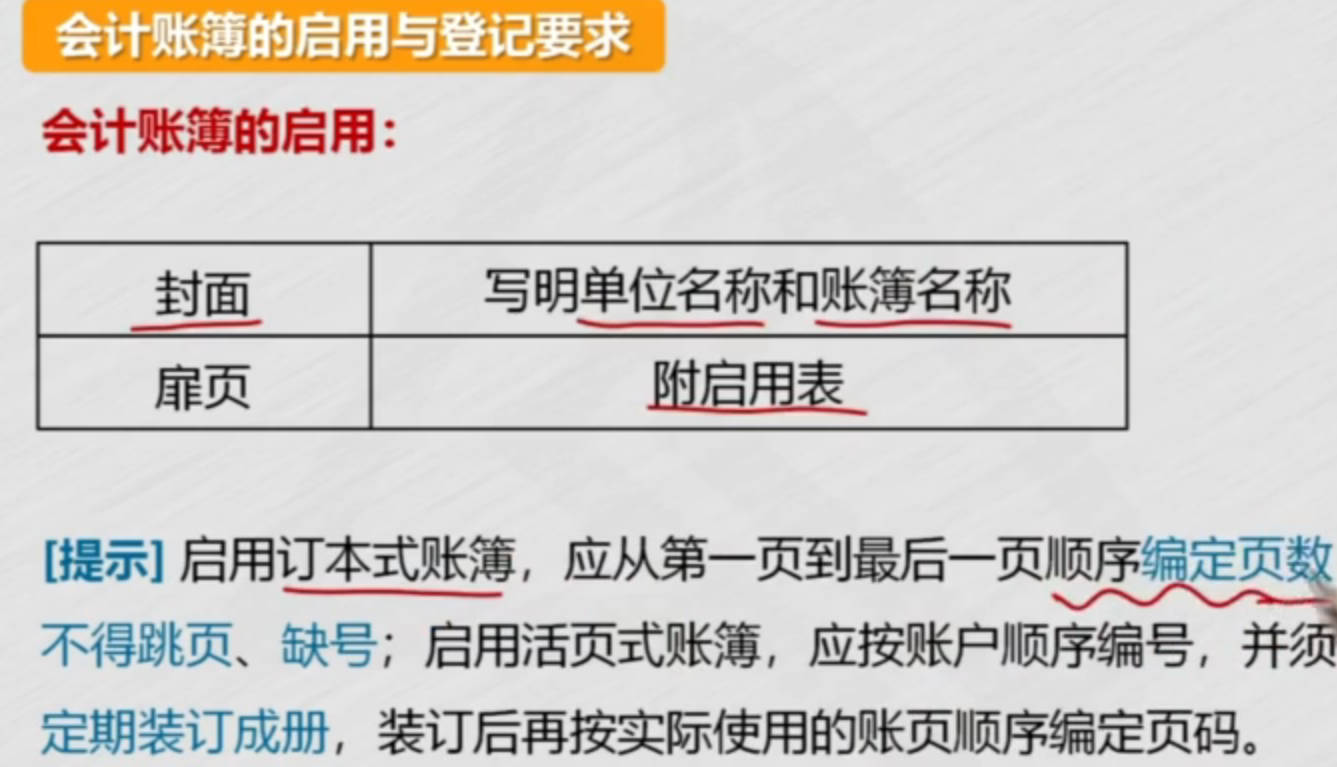 会计账簿的启用与登记要求
会计账簿的启用：
封面 写明单位名称和账簿名称
扉页 附启用表
[提示] 启用订本式账簿，应从第一页到最后一页顺序编定页数
不得跳页、缺号；启用活页式账簿，应按账户顺序编号，并须
定期装订成册，装订后再按实际使用的账页顺序编定页码。